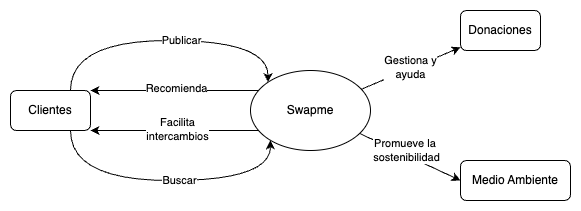 Publicar
Donaciones
Gestiona y
ayuda
Recomienda
Clientes
Swapme
Facilita
intercambios
Promueve la
sostenibilidad
Buscar
Medio Ambiente